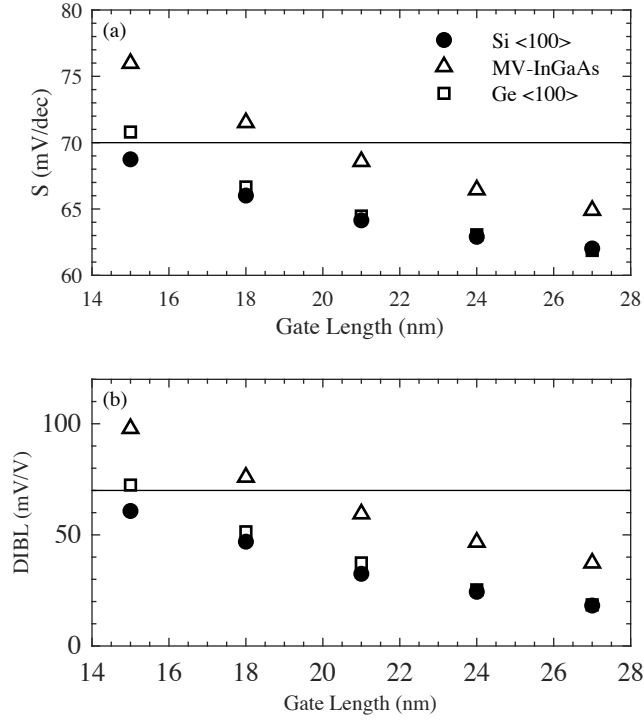 80
(a)
Si <100>
MV-InGaAs
Ge <100>
75
70
65
60
S (mV/dec)
14 16 18 20 22 24 26 28
Gate Length (nm)
(b)
100
50
0
DIBL (mV/V)
14 16 18 20 22 24 26 28
Gate Length (nm)